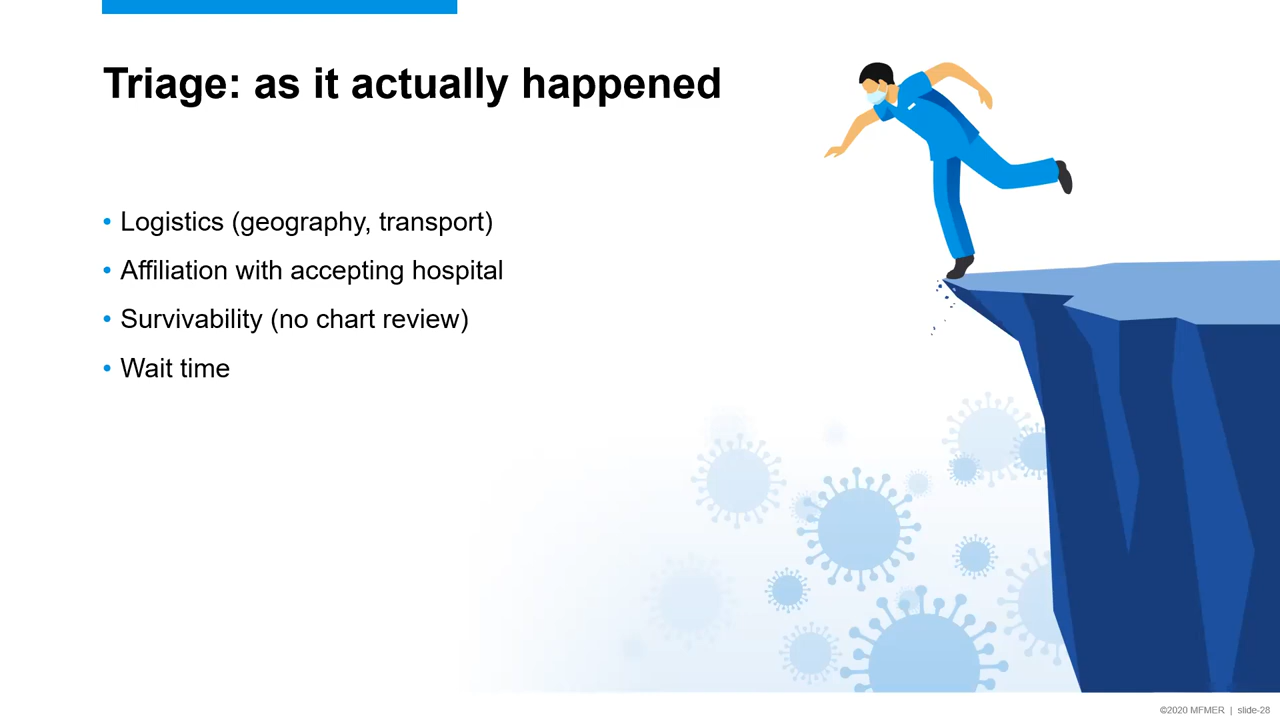 Triage: as it actually happened
• Logistics (geography, transport)
• Affiliation with accepting hospital
• Survivability (no chart review)
• Wait time
©2020 MFMER | slide-28